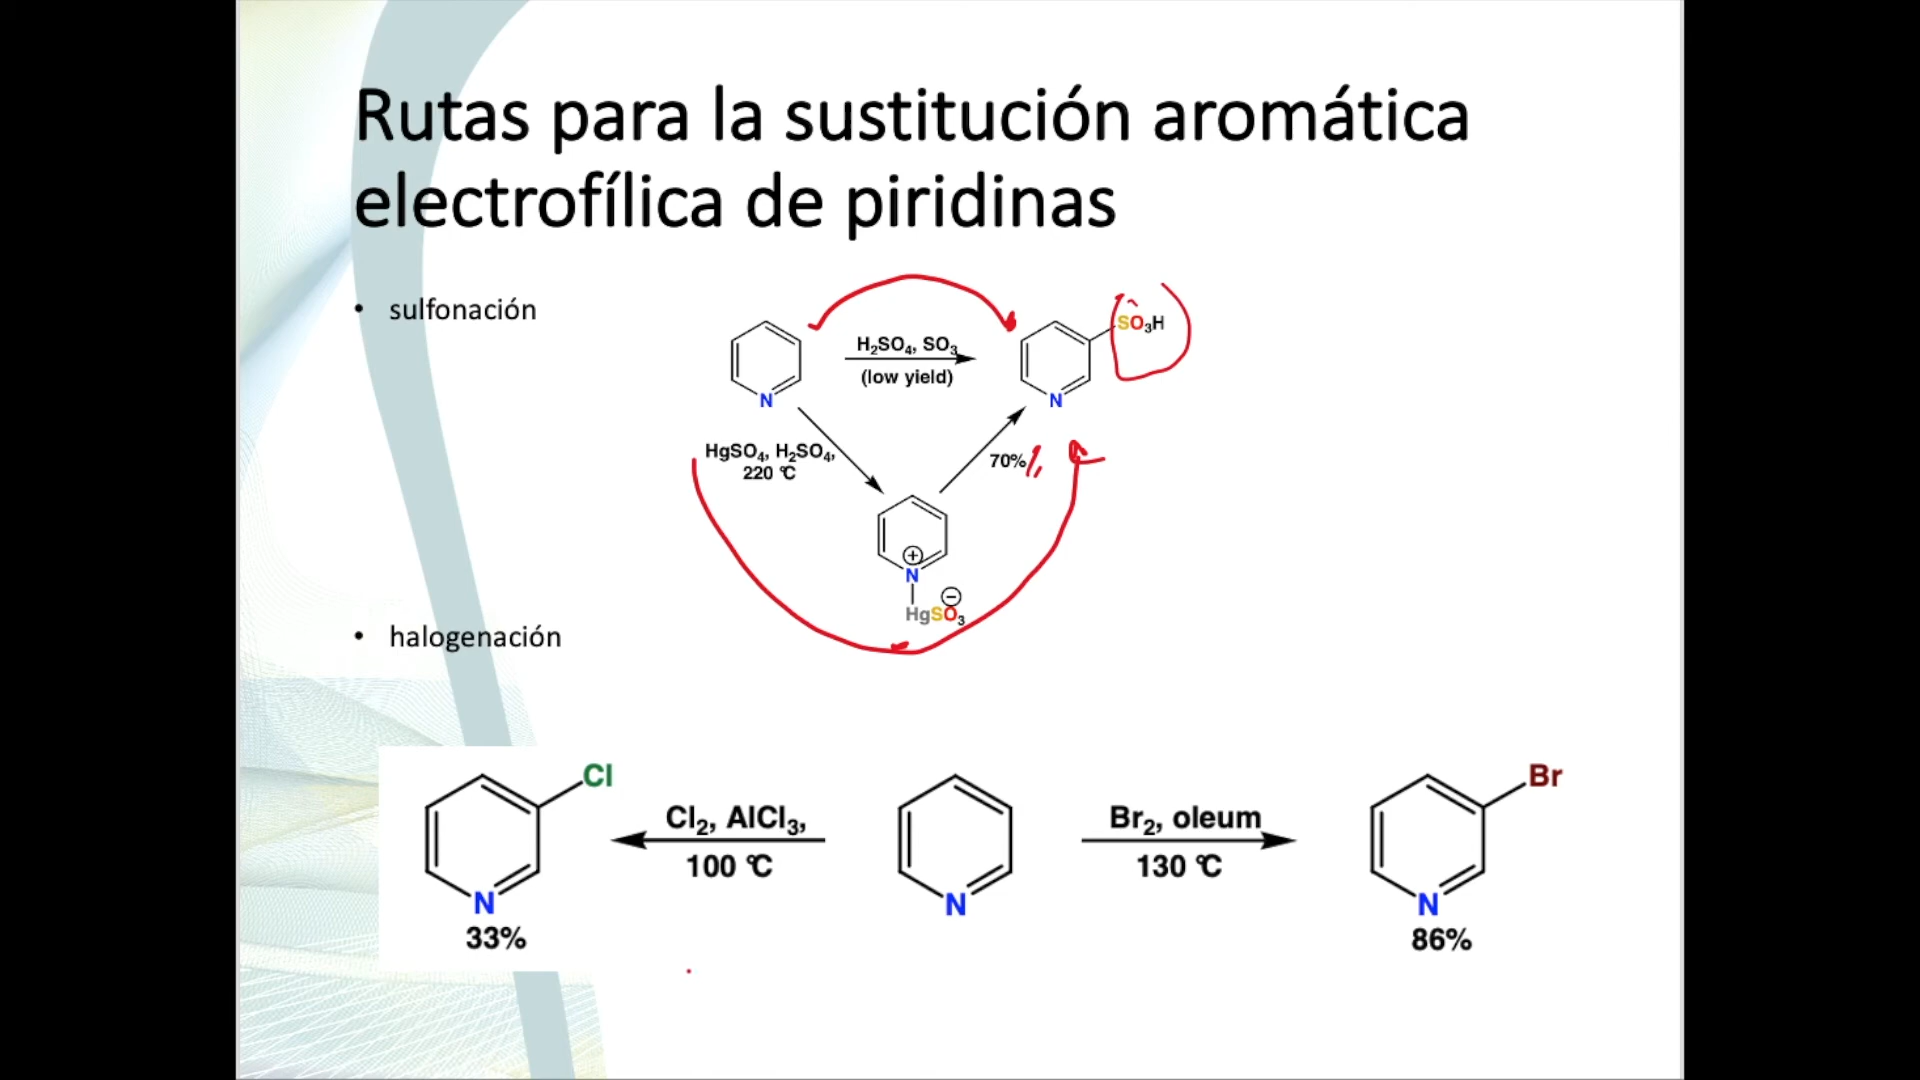 Rutas para la sustitución aromática
electrofílica de piridinas
• sulfonación
H₂SO₄, SO₃
(low yield)
SO₃H
N
N
HgSO₄, H₂SO₄,
220 °C
70%
⊕
N
⊖
HgSO₃
• halogenación
Cl
Cl₂, AlCl₃,
100 °C
N
33%
N
Br₂, oleum
130 °C
Br
N
86%